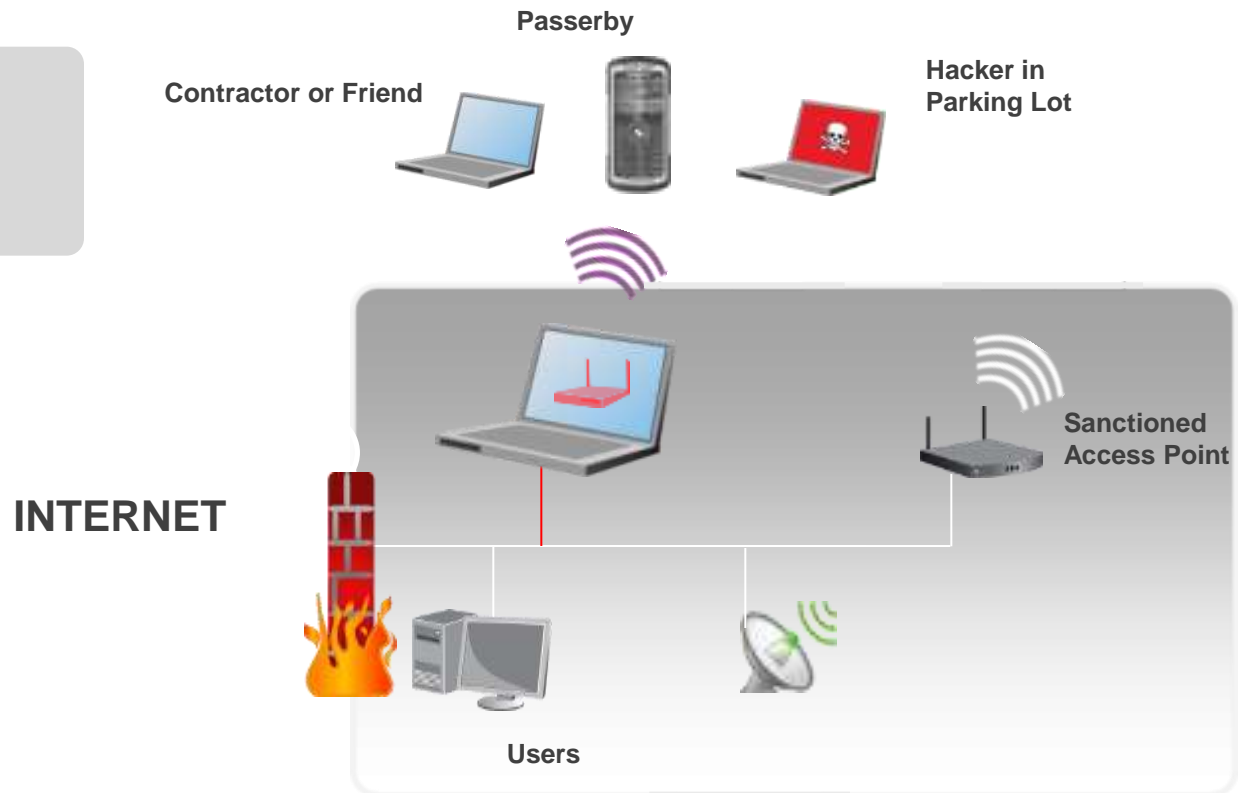 Passerby
Contractor or Friend
Hacker in
Parking Lot
Sanctioned
Access Point
INTERNET
Users